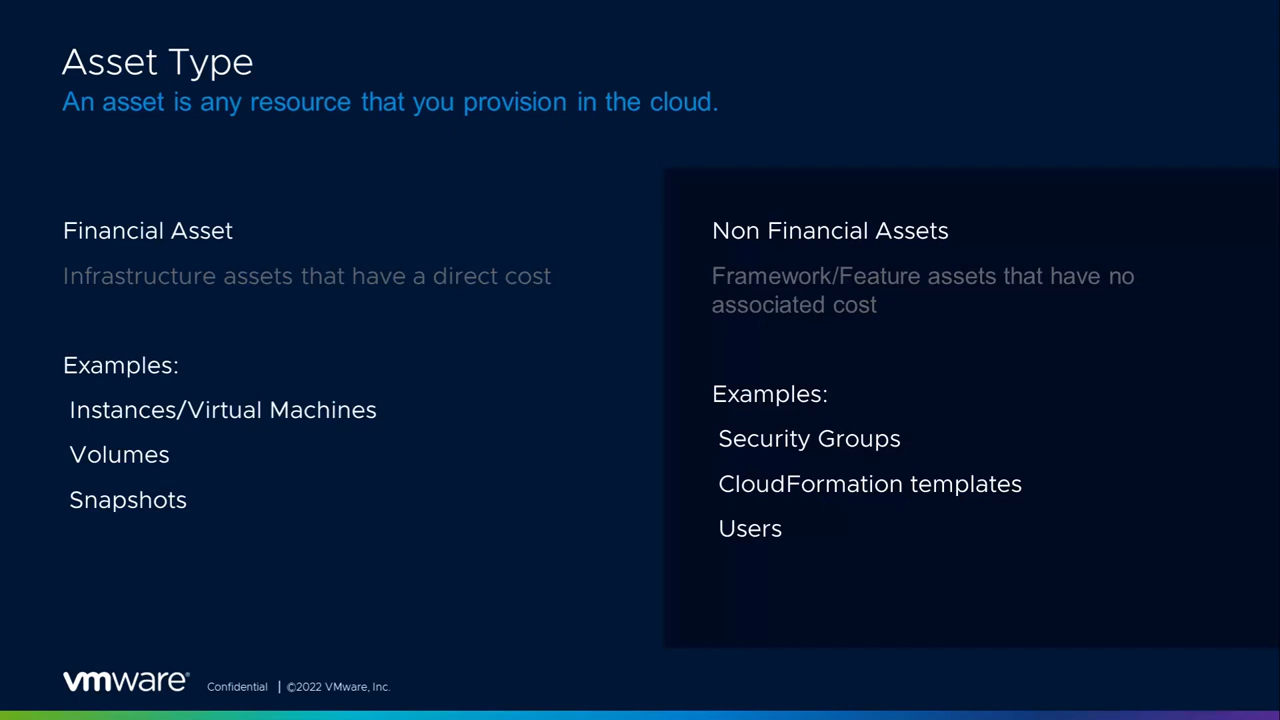 Asset Type
An asset is any resource that you provision in the cloud.
Financial Asset
Infrastructure assets that have a direct cost
Examples:
Instances/Virtual Machines
Volumes
Snapshots
Non Financial Assets
Framework/Feature assets that have no
associated cost
Examples:
Security Groups
CloudFormation templates
Users
vmware® Confidential | ©2022 VMware, Inc.